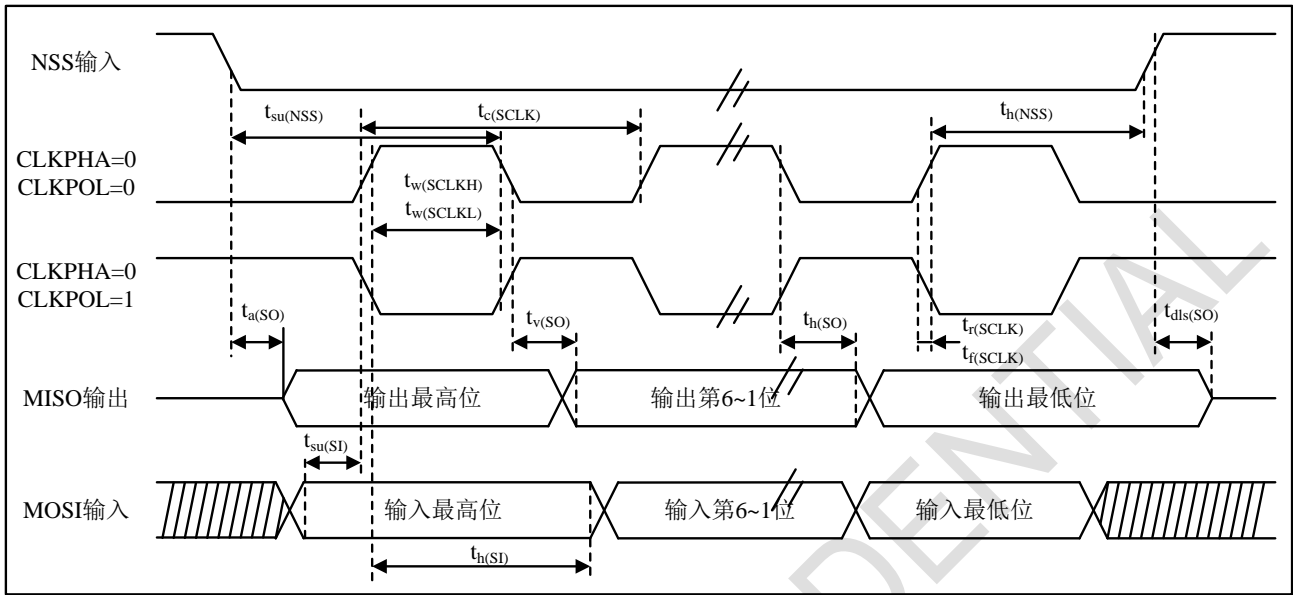 NSS输入
tsu(NSS)
tc(SCLK)
th(NSS)
CLKPHA=0
CLKPOL=0
tw(SCLKH)
tw(SCLKL)
CLKPHA=0
CLKPOL=1
ta(SO)
tv(SO)
th(SO)
tr(SCLK)
tf(SCLK)
tdls(SO)
MISO输出
输出最高位
输出第6~1位
输出最低位
tsu(SI)
MOSI输入
输入最高位
输入第6~1位
输入最低位
th(SI)
DENTIAL